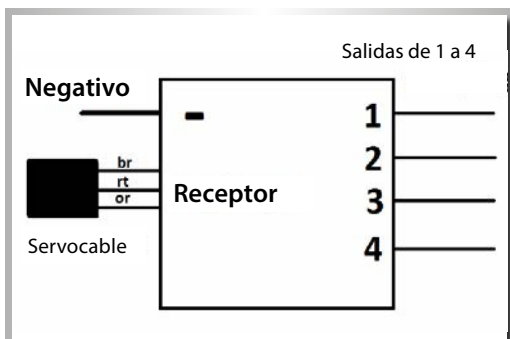 Salidas de 1 a 4
Negativo
-
1
br
2
rt
Receptor
or
3
Servocable
4